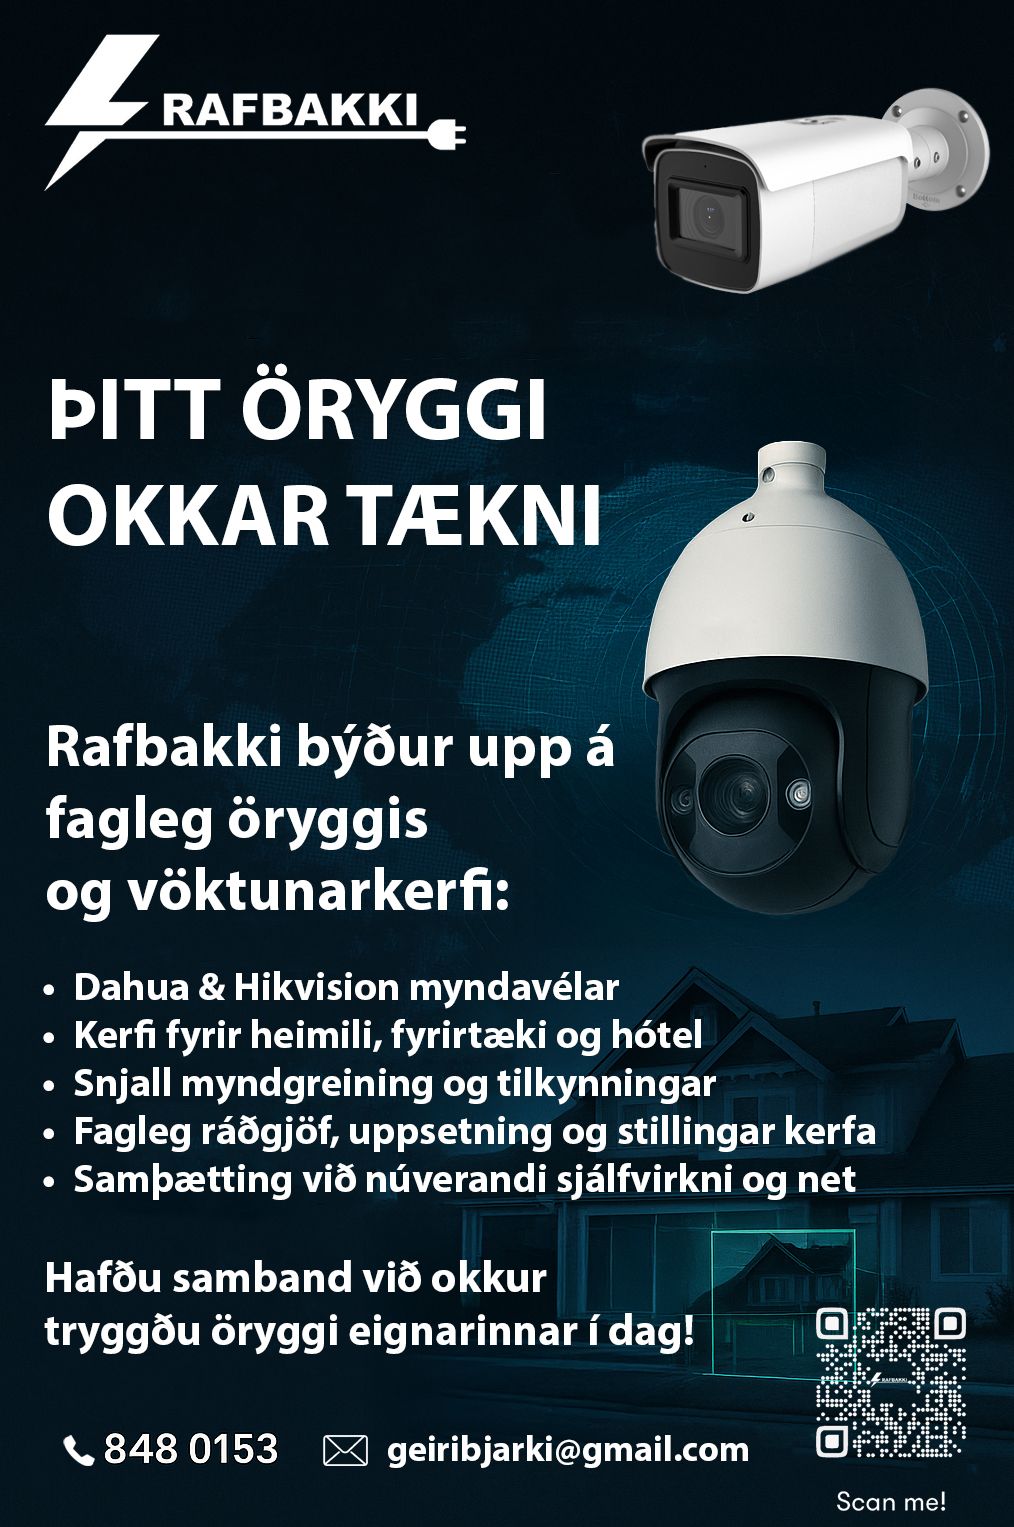 RAFBAKKI
Bottom
ÞITT ÖRYGGI
OKKAR TÆKNI
Rafbakki býður upp á
fagleg öryggis
og vöktunarkerfi:
• Dahua & Hikvision myndavélar
• Kerfi fyrir heimili, fyrirtæki og hótel
• Snjall myndgreining og tilkynningar
• Fagleg ráðgjöf, uppsetning og stillingar kerfa
• Samþætting við núverandi sjálfvirkni og net
Hafðu samband við okkur
tryggðu öryggi eignarinnar í dag!
RAFBAKKI
848 0153
geiribjarki@gmail.com
Scan me!